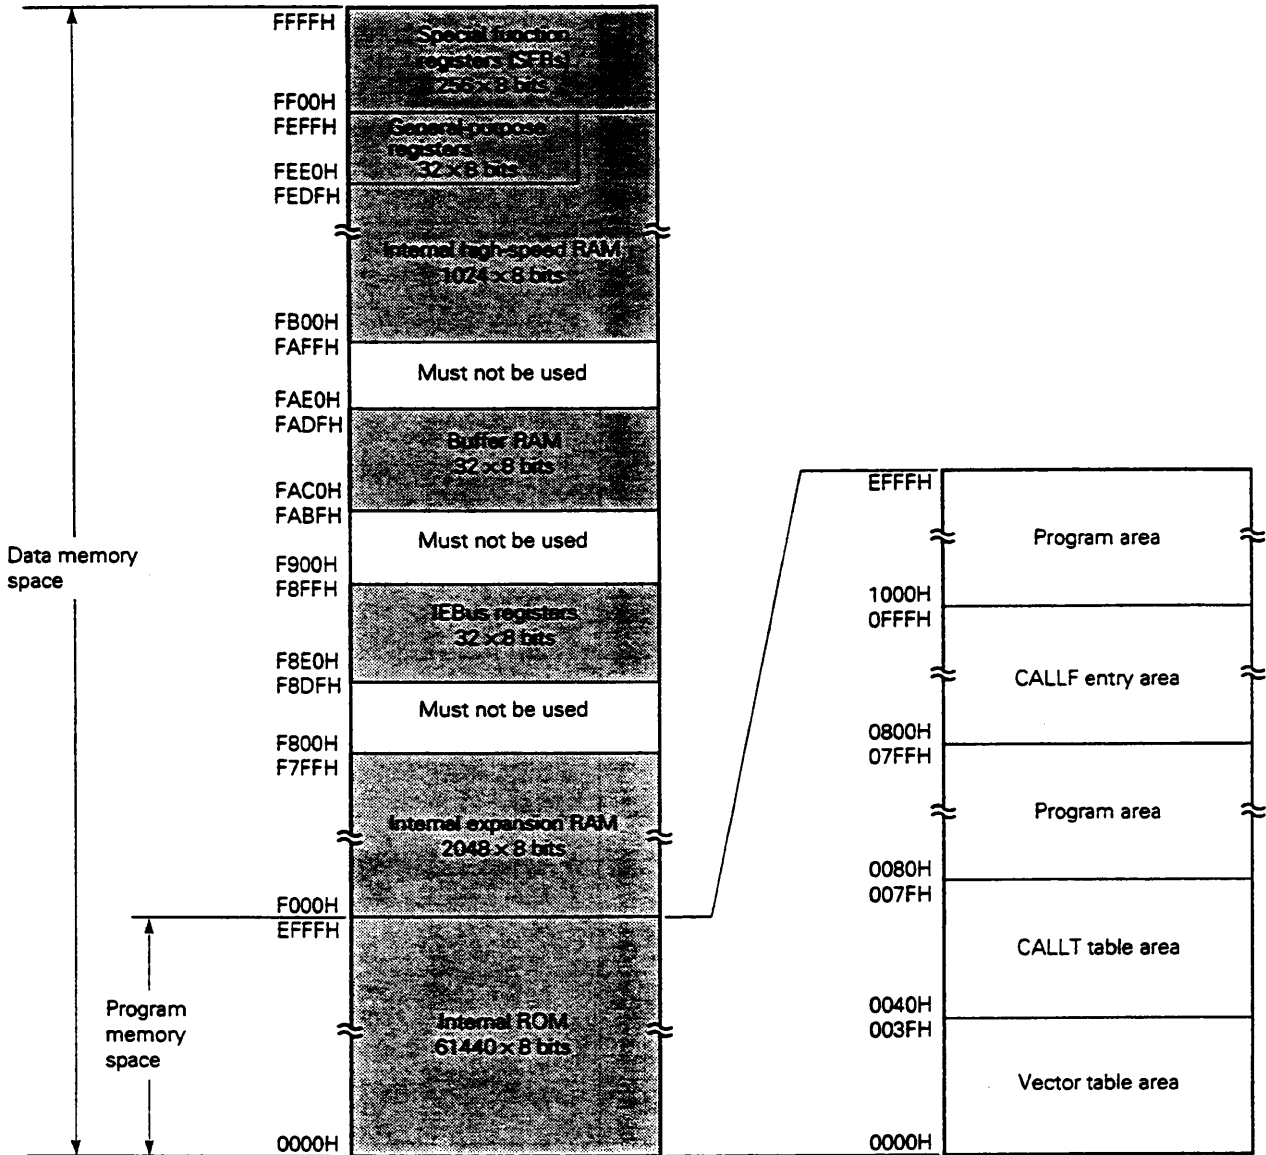 FFFFH
Special function
registers (SFRs)
256 × 8 bits
FF00H
FEFFH
General-purpose
registers
32 × 8 bits
FEE0H
FEDFH
Internal high-speed RAM
1024 × 8 bits
FB00H
FAFFH
Must not be used
FAE0H
FADFH
Buffer RAM
32 × 8 bits
FAC0H
FABFH
Must not be used
F900H
F8FFH
IEBus registers
32 × 8 bits
F8E0H
F8DFH
Must not be used
F800H
F7FFH
Internal expansion RAM
2048 × 8 bits
F000H
EFFFH
Internal ROM
61440 × 8 bits
0000H
Data memory
space
Program
memory
space
EFFFH
Program area
1000H
0FFFH
CALLF entry area
0800H
07FFH
Program area
0080H
007FH
CALLT table area
0040H
003FH
Vector table area
0000H